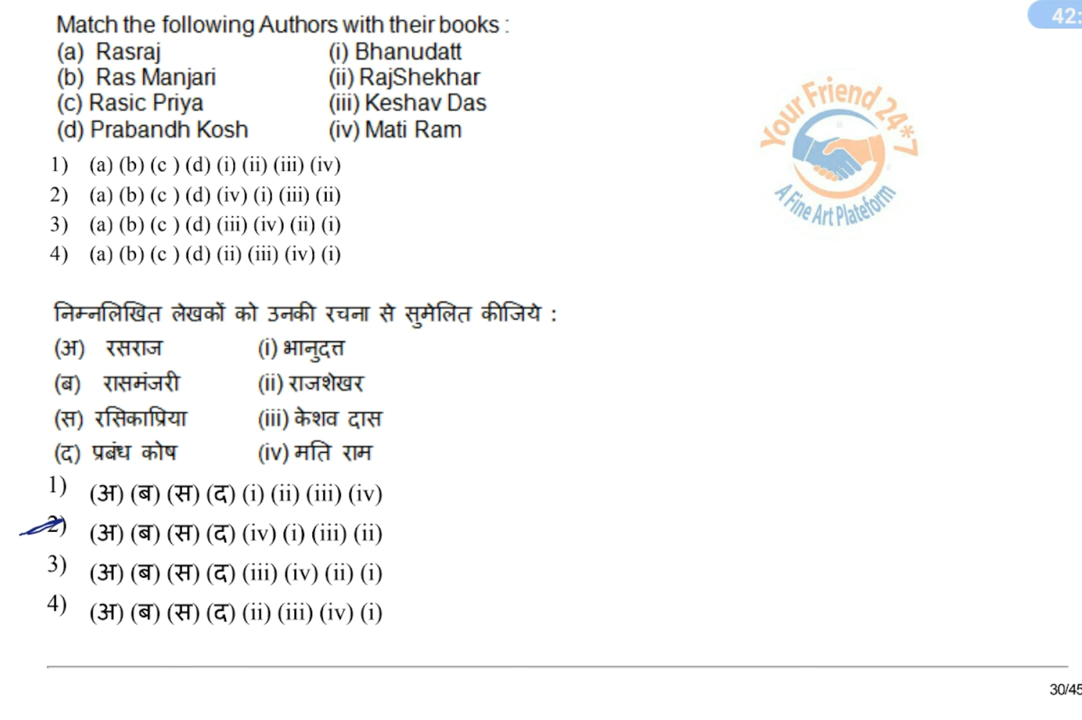 42:
Match the following Authors with their books :
(a) Rasraj (i) Bhanudatt
(b) Ras Manjari (ii) RajShekhar
(c) Rasic Priya (iii) Keshav Das
(d) Prabandh Kosh (iv) Mati Ram
1) (a) (b) (c ) (d) (i) (ii) (iii) (iv)
2) (a) (b) (c ) (d) (iv) (i) (iii) (ii)
3) (a) (b) (c ) (d) (iii) (iv) (ii) (i)
4) (a) (b) (c ) (d) (ii) (iii) (iv) (i)
Your Friend 24*7
A Fine Art Plateform
निम्नलिखित लेखकों को उनकी रचना से सुमेलित कीजिये :
(अ) रसराज (i) भानुदत्त
(ब) रासमंजरी (ii) राजशेखर
(स) रसिकाप्रिया (iii) केशव दास
(द) प्रबंध कोष (iv) मति राम
1) (अ) (ब) (स) (द) (i) (ii) (iii) (iv)
2) (अ) (ब) (स) (द) (iv) (i) (iii) (ii)
3) (अ) (ब) (स) (द) (iii) (iv) (ii) (i)
4) (अ) (ब) (स) (द) (ii) (iii) (iv) (i)
30/45